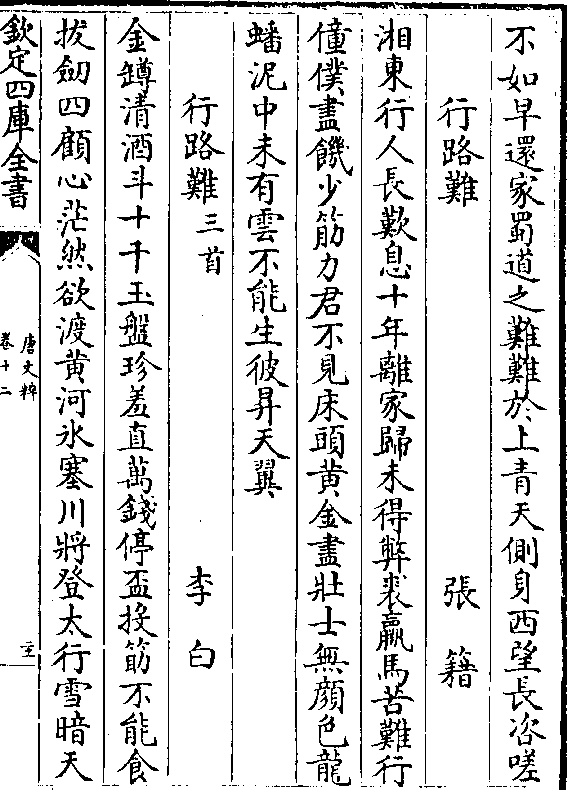 不如早還家蜀道之難難於上青天側身西望長咨嗟
行路難 張籍
湘東行人長歎息十年離家歸未得弊裘羸馬苦難行
僮僕盡饑少筋力君不見床頭黄金盡壯士無顔色龍
蟠泥中未有雲不能生彼昇天翼
行路難三首 李白
金罇清酒斗十千玉盤珍羞直萬錢停盃投筯不能食
拔劒四顧心茫然欲渡黄河氷塞川將登太行雪暗天
欽定四庫全書
唐文粹
卷十二